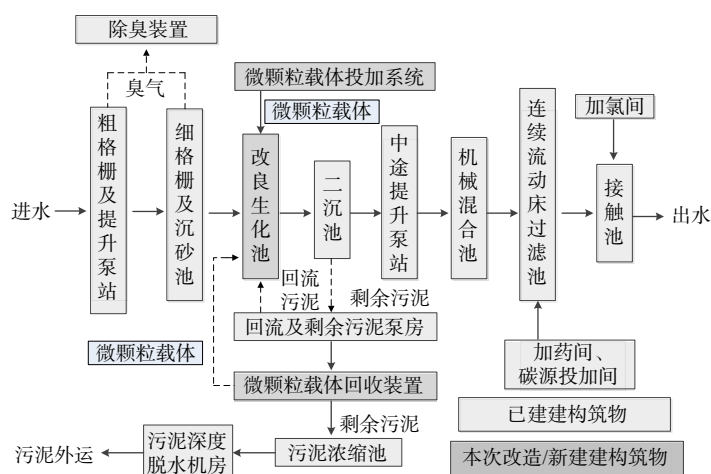 除臭装置
臭气
微颗粒载体投加系统
微颗粒载体
加氯间
进水
粗格栅及提升泵站
细格栅及沉砂池
改良生化池
二沉池
中途提升泵站
机械混合池
连续流动床过滤池
接触池
出水
回流
污泥
剩余污泥
回流及剩余污泥泵房
微颗粒载体
加药间、
碳源投加间
微颗粒载体回收装置
已建建构筑物
剩余污泥
污泥外运
污泥深度
脱水机房
污泥浓缩池
本次改造/新建建构筑物